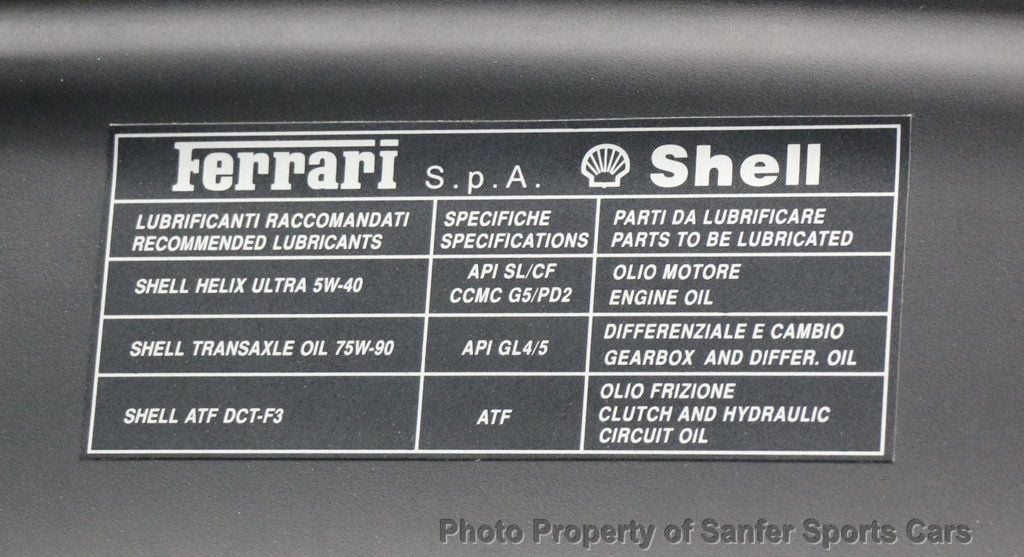 Ferrari S.p.A. Shell
LUBRIFICANTI RACCOMANDATI
RECOMMENDED LUBRICANTS
SPECIFICHE
SPECIFICATIONS
PARTI DA LUBRIFICARE
PARTS TO BE LUBRICATED
SHELL HELIX ULTRA 5W-40
API SL/CF
CCMC G5/PD2
OLIO MOTORE
ENGINE OIL
SHELL TRANSAXLE OIL 75W-90
API GL4/5
DIFFERENZIALE E CAMBIO
GEARBOX AND DIFFER. OIL
SHELL ATF DCT-F3
ATF
OLIO FRIZIONE
CLUTCH AND HYDRAULIC
CIRCUIT OIL
Photo Property of Sanfer Sports Cars